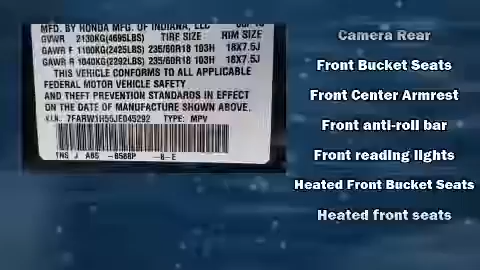 MFD. BY HONDA MFG. OF INDIANA, LLC
GVWR 2130KG(4695LBS) TIRE SIZE: RIM SIZE
GAWR F 1100KG(2425LBS) 235/60R18 103H 18X7.5J
GAWR R 1040KG(2292LBS) 235/60R18 103H 18X7.5J
THIS VEHICLE CONFORMS TO ALL APPLICABLE
FEDERAL MOTOR VEHICLE SAFETY
AND THEFT PREVENTION STANDARDS IN EFFECT
ON THE DATE OF MANUFACTURE SHOWN ABOVE.
V.I.N. 7FARW1H55JE045292 TYPE: MPV
TNS J A85 -B588P -B-E
Camera Rear
Front Bucket Seats
Front Center Armrest
Front anti-roll bar
Front reading lights
Heated Front Bucket Seats
Heated front seats